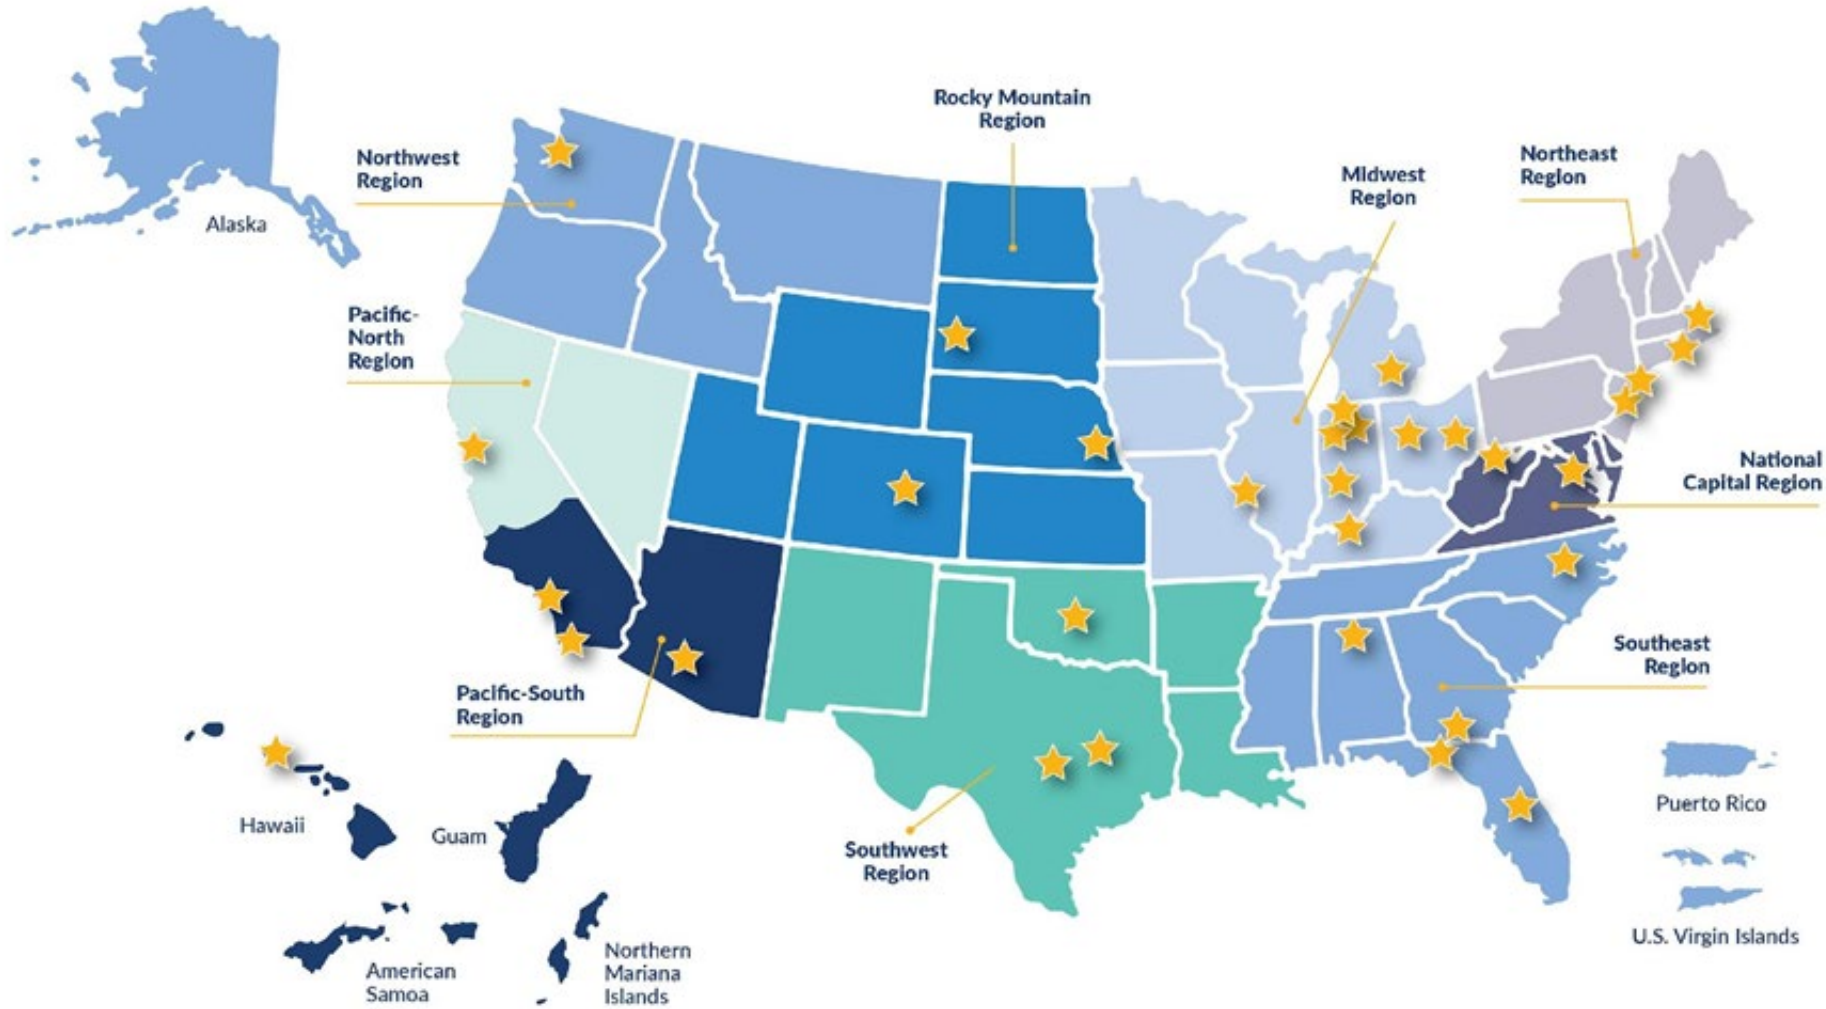 Rocky Mountain
Region
Northwest
Region
Midwest
Region
Northeast
Region
Alaska
Pacific-
North
Region
National
Capital Region
Southeast
Region
Pacific-South
Region
Southwest
Region
Hawaii
Guam
American
Samoa
Northern
Mariana
Islands
Puerto Rico
U.S. Virgin Islands